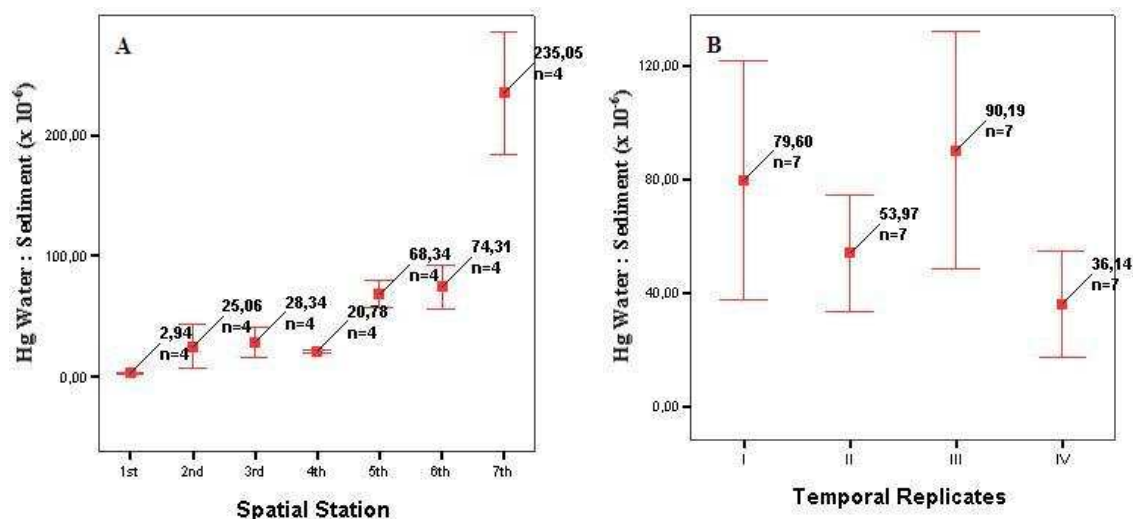 A
Hg Water : Sediment (x 10⁻⁶)
200,00
100,00
0,00
235,05
n=4
68,34
n=4
74,31
n=4
2,94
n=4
25,06
n=4
28,34
n=4
20,78
n=4
1st
2nd
3rd
4th
5th
6th
7th
Spatial Station
B
Hg Water : Sediment (x 10⁻⁶)
120,00
80,00
40,00
0,00
79,60
n=7
53,97
n=7
90,19
n=7
36,14
n=7
I
II
III
IV
Temporal Replicates